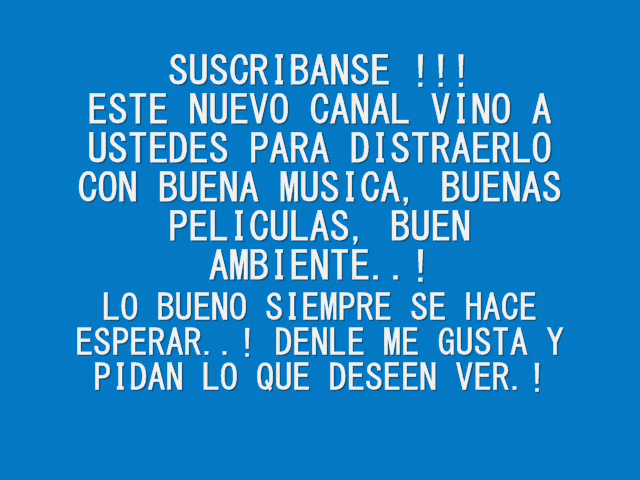 SUSCRIBANSE !!!
ESTE NUEVO CANAL VINO A
USTEDES PARA DISTRAERLO
CON BUENA MUSICA, BUENAS
PELICULAS, BUEN
AMBIENTE..!
LO BUENO SIEMPRE SE HACE
ESPERAR..! DENLE ME GUSTA Y
PIDAN LO QUE DESEEN VER.!